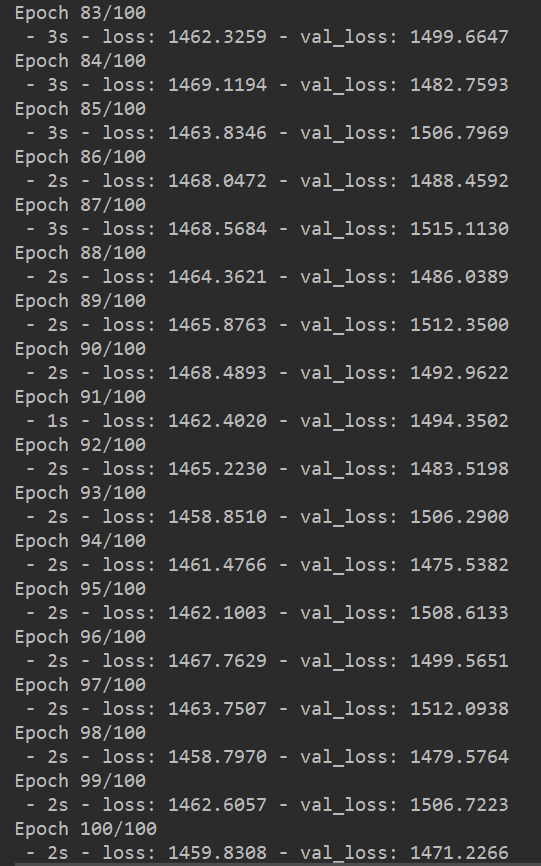 Epoch 83/100
 - 3s - loss: 1462.3259 - val_loss: 1499.6647
Epoch 84/100
 - 3s - loss: 1469.1194 - val_loss: 1482.7593
Epoch 85/100
 - 3s - loss: 1463.8346 - val_loss: 1506.7969
Epoch 86/100
 - 2s - loss: 1468.0472 - val_loss: 1488.4592
Epoch 87/100
 - 3s - loss: 1468.5684 - val_loss: 1515.1130
Epoch 88/100
 - 2s - loss: 1464.3621 - val_loss: 1486.0389
Epoch 89/100
 - 2s - loss: 1465.8763 - val_loss: 1512.3500
Epoch 90/100
 - 2s - loss: 1468.4893 - val_loss: 1492.9622
Epoch 91/100
 - 1s - loss: 1462.4020 - val_loss: 1494.3502
Epoch 92/100
 - 2s - loss: 1465.2230 - val_loss: 1483.5198
Epoch 93/100
 - 2s - loss: 1458.8510 - val_loss: 1506.2900
Epoch 94/100
 - 2s - loss: 1461.4766 - val_loss: 1475.5382
Epoch 95/100
 - 2s - loss: 1462.1003 - val_loss: 1508.6133
Epoch 96/100
 - 2s - loss: 1467.7629 - val_loss: 1499.5651
Epoch 97/100
 - 2s - loss: 1463.7507 - val_loss: 1512.0938
Epoch 98/100
 - 2s - loss: 1458.7970 - val_loss: 1479.5764
Epoch 99/100
 - 2s - loss: 1462.6057 - val_loss: 1506.7223
Epoch 100/100
 - 2s - loss: 1459.8308 - val_loss: 1471.2266